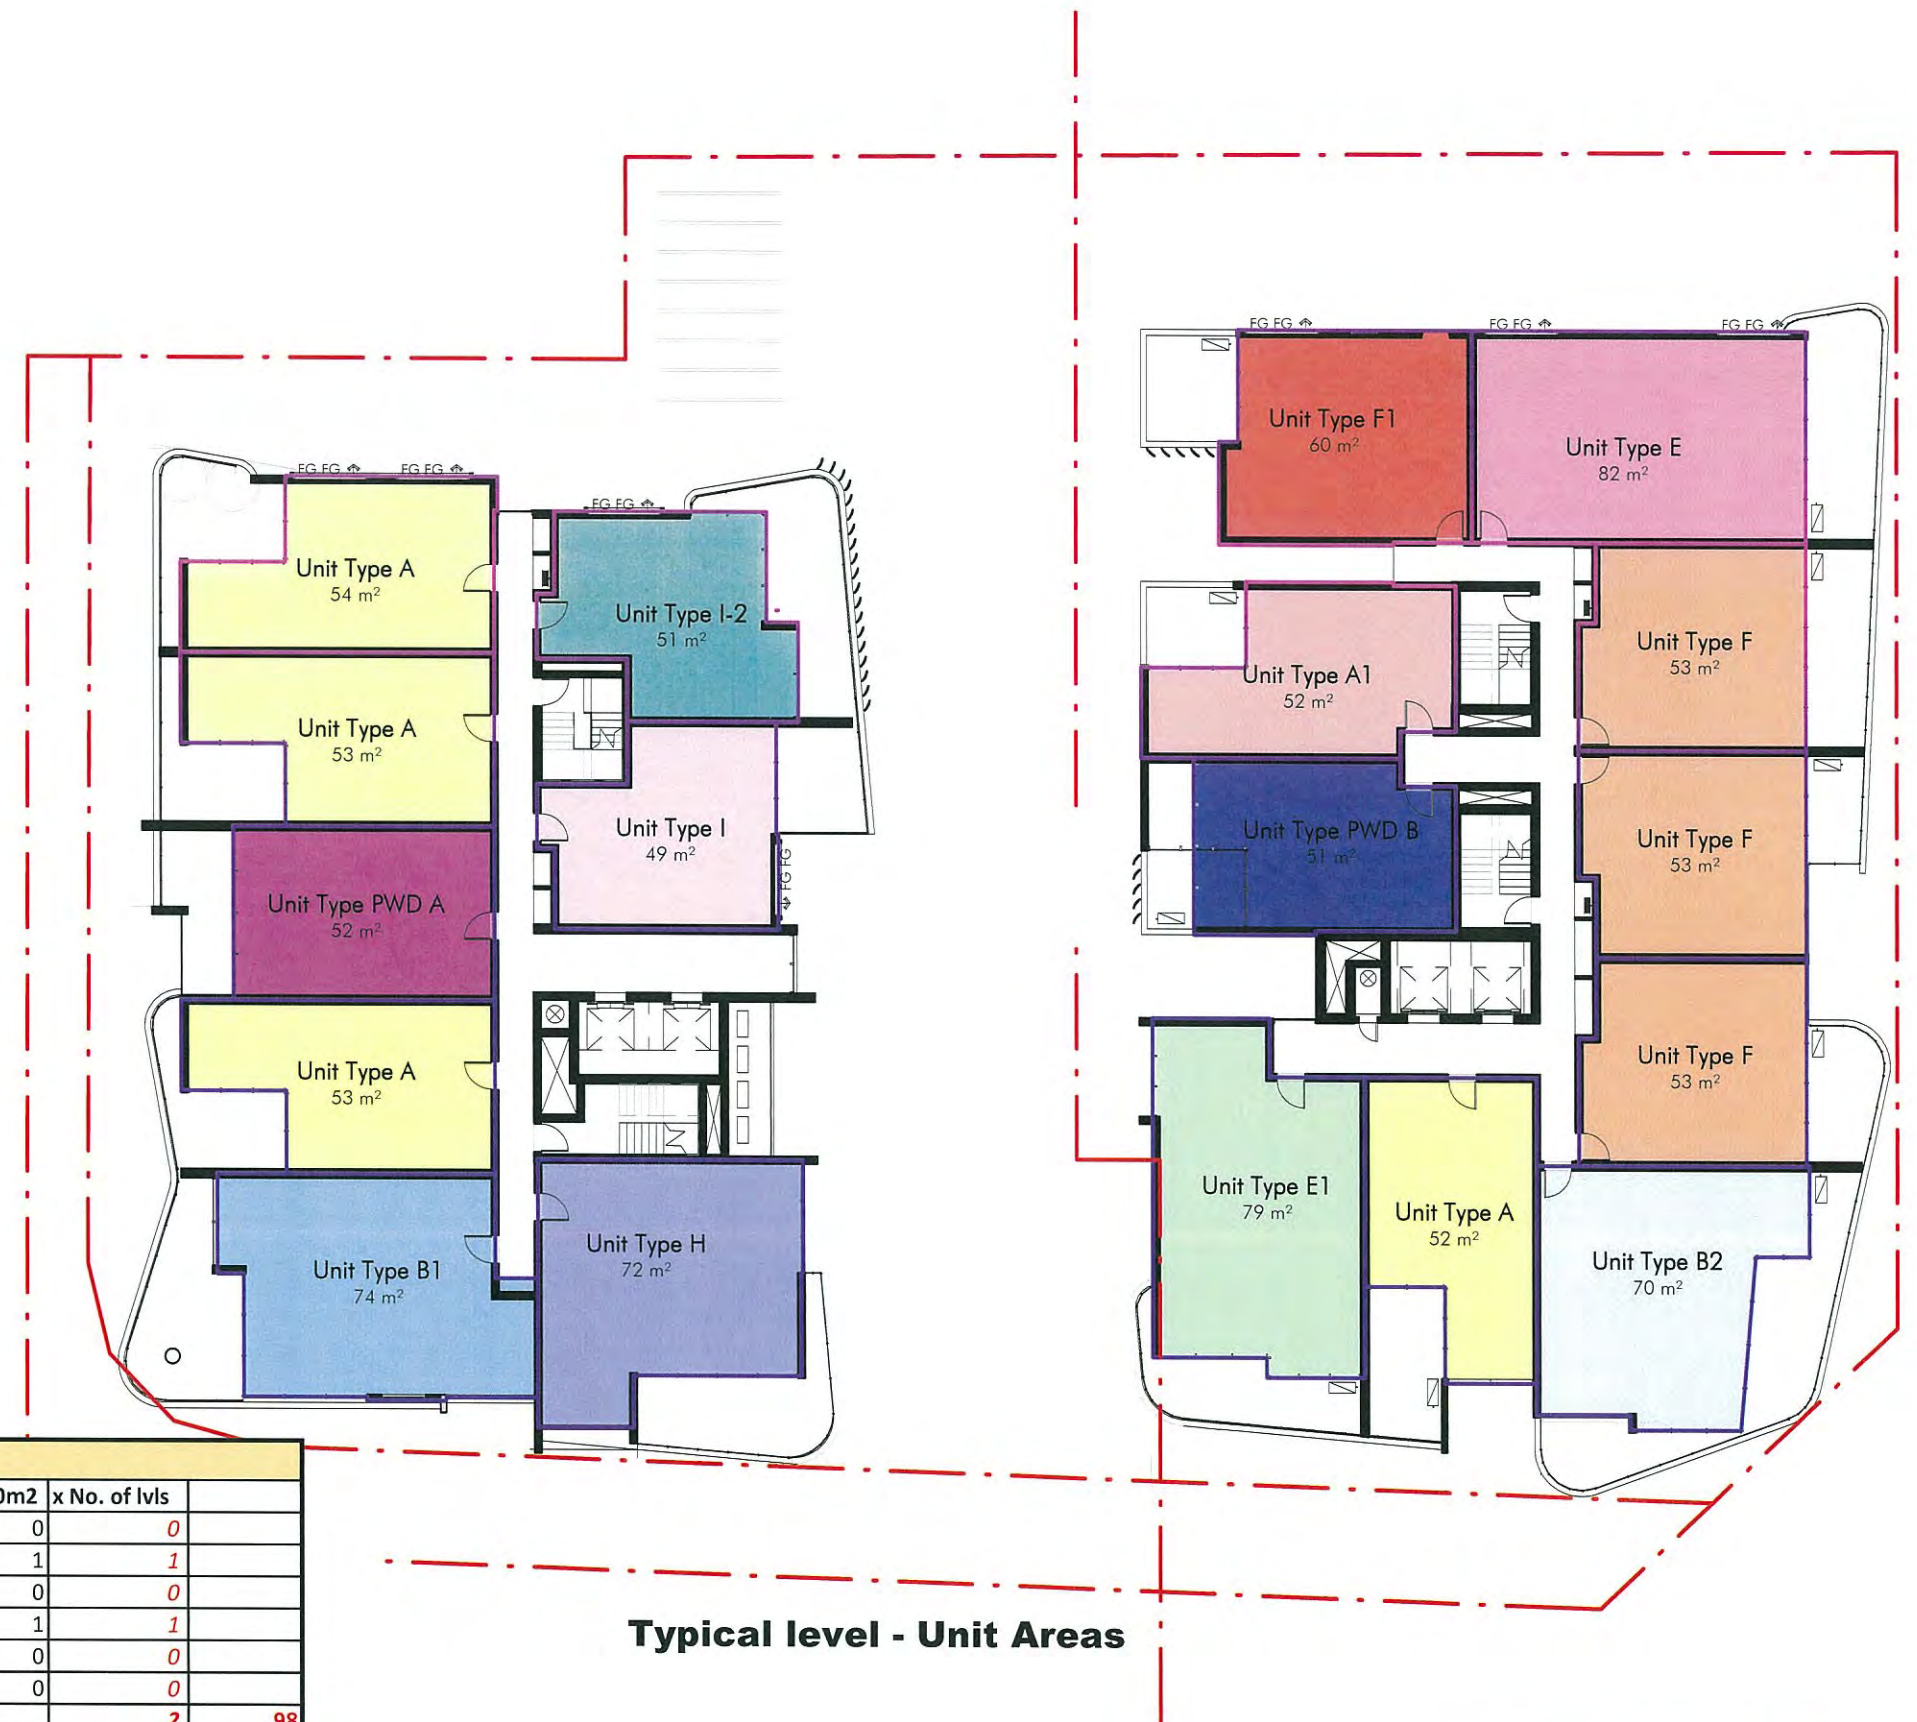 FG FG
FG FG
FG FG
Unit Type F1
60 m²
Unit Type E
82 m²
FG FG
FG FG
FG FG
Unit Type A
54 m²
Unit Type I-2
51 m²
Unit Type F
53 m²
Unit Type A1
52 m²
Unit Type A
53 m²
Unit Type I
49 m²
FG FG
Unit Type PWD B
51 m²
Unit Type F
53 m²
Unit Type PWD A
52 m²
Unit Type A
53 m²
Unit Type F
53 m²
Unit Type E1
79 m²
Unit Type A
52 m²
Unit Type H
72 m²
Unit Type B1
74 m²
Unit Type B2
70 m²
0m2 x No. of lvls
0 0
1 1
0 0
1 1
0 0
0 0
2 98
Typical level - Unit Areas